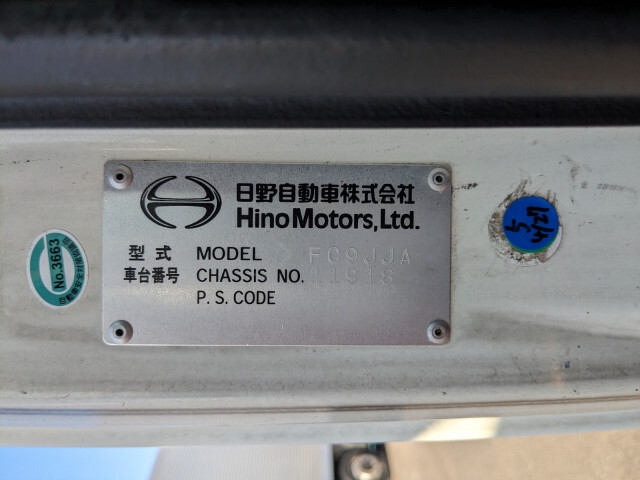 日野自動車株式会社
Hino Motors, Ltd.
型式 MODEL FC9JJA
車台番号 CHASSIS NO. 11918
P. S. CODE
No.3663